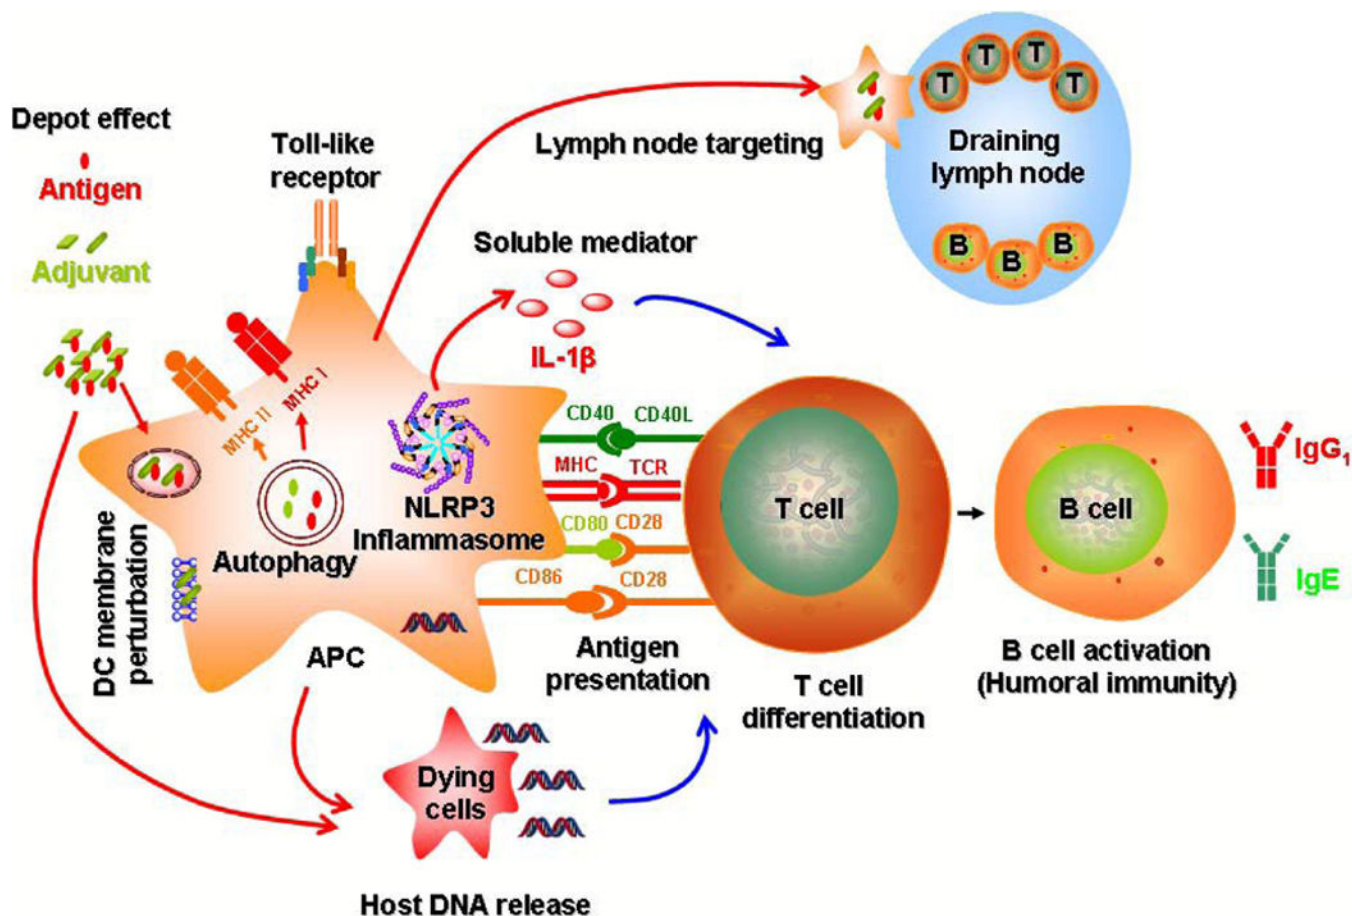 Depot effect
Antigen
Adjuvant
Toll-like
receptor
Lymph node targeting
T
T
T
T
Draining
lymph node
B
B
B
Soluble mediator
IL-1β
MHC II
MHC I
NLRP3
Inflammasome
Autophagy
DC membrane
perturbation
APC
CD40 CD40L
MHC TCR
CD80 CD28
CD86 CD28
Antigen
presentation
T cell
T cell
differentiation
B cell
B cell activation
(Humoral immunity)
IgG1
IgE
Dying
cells
Host DNA release